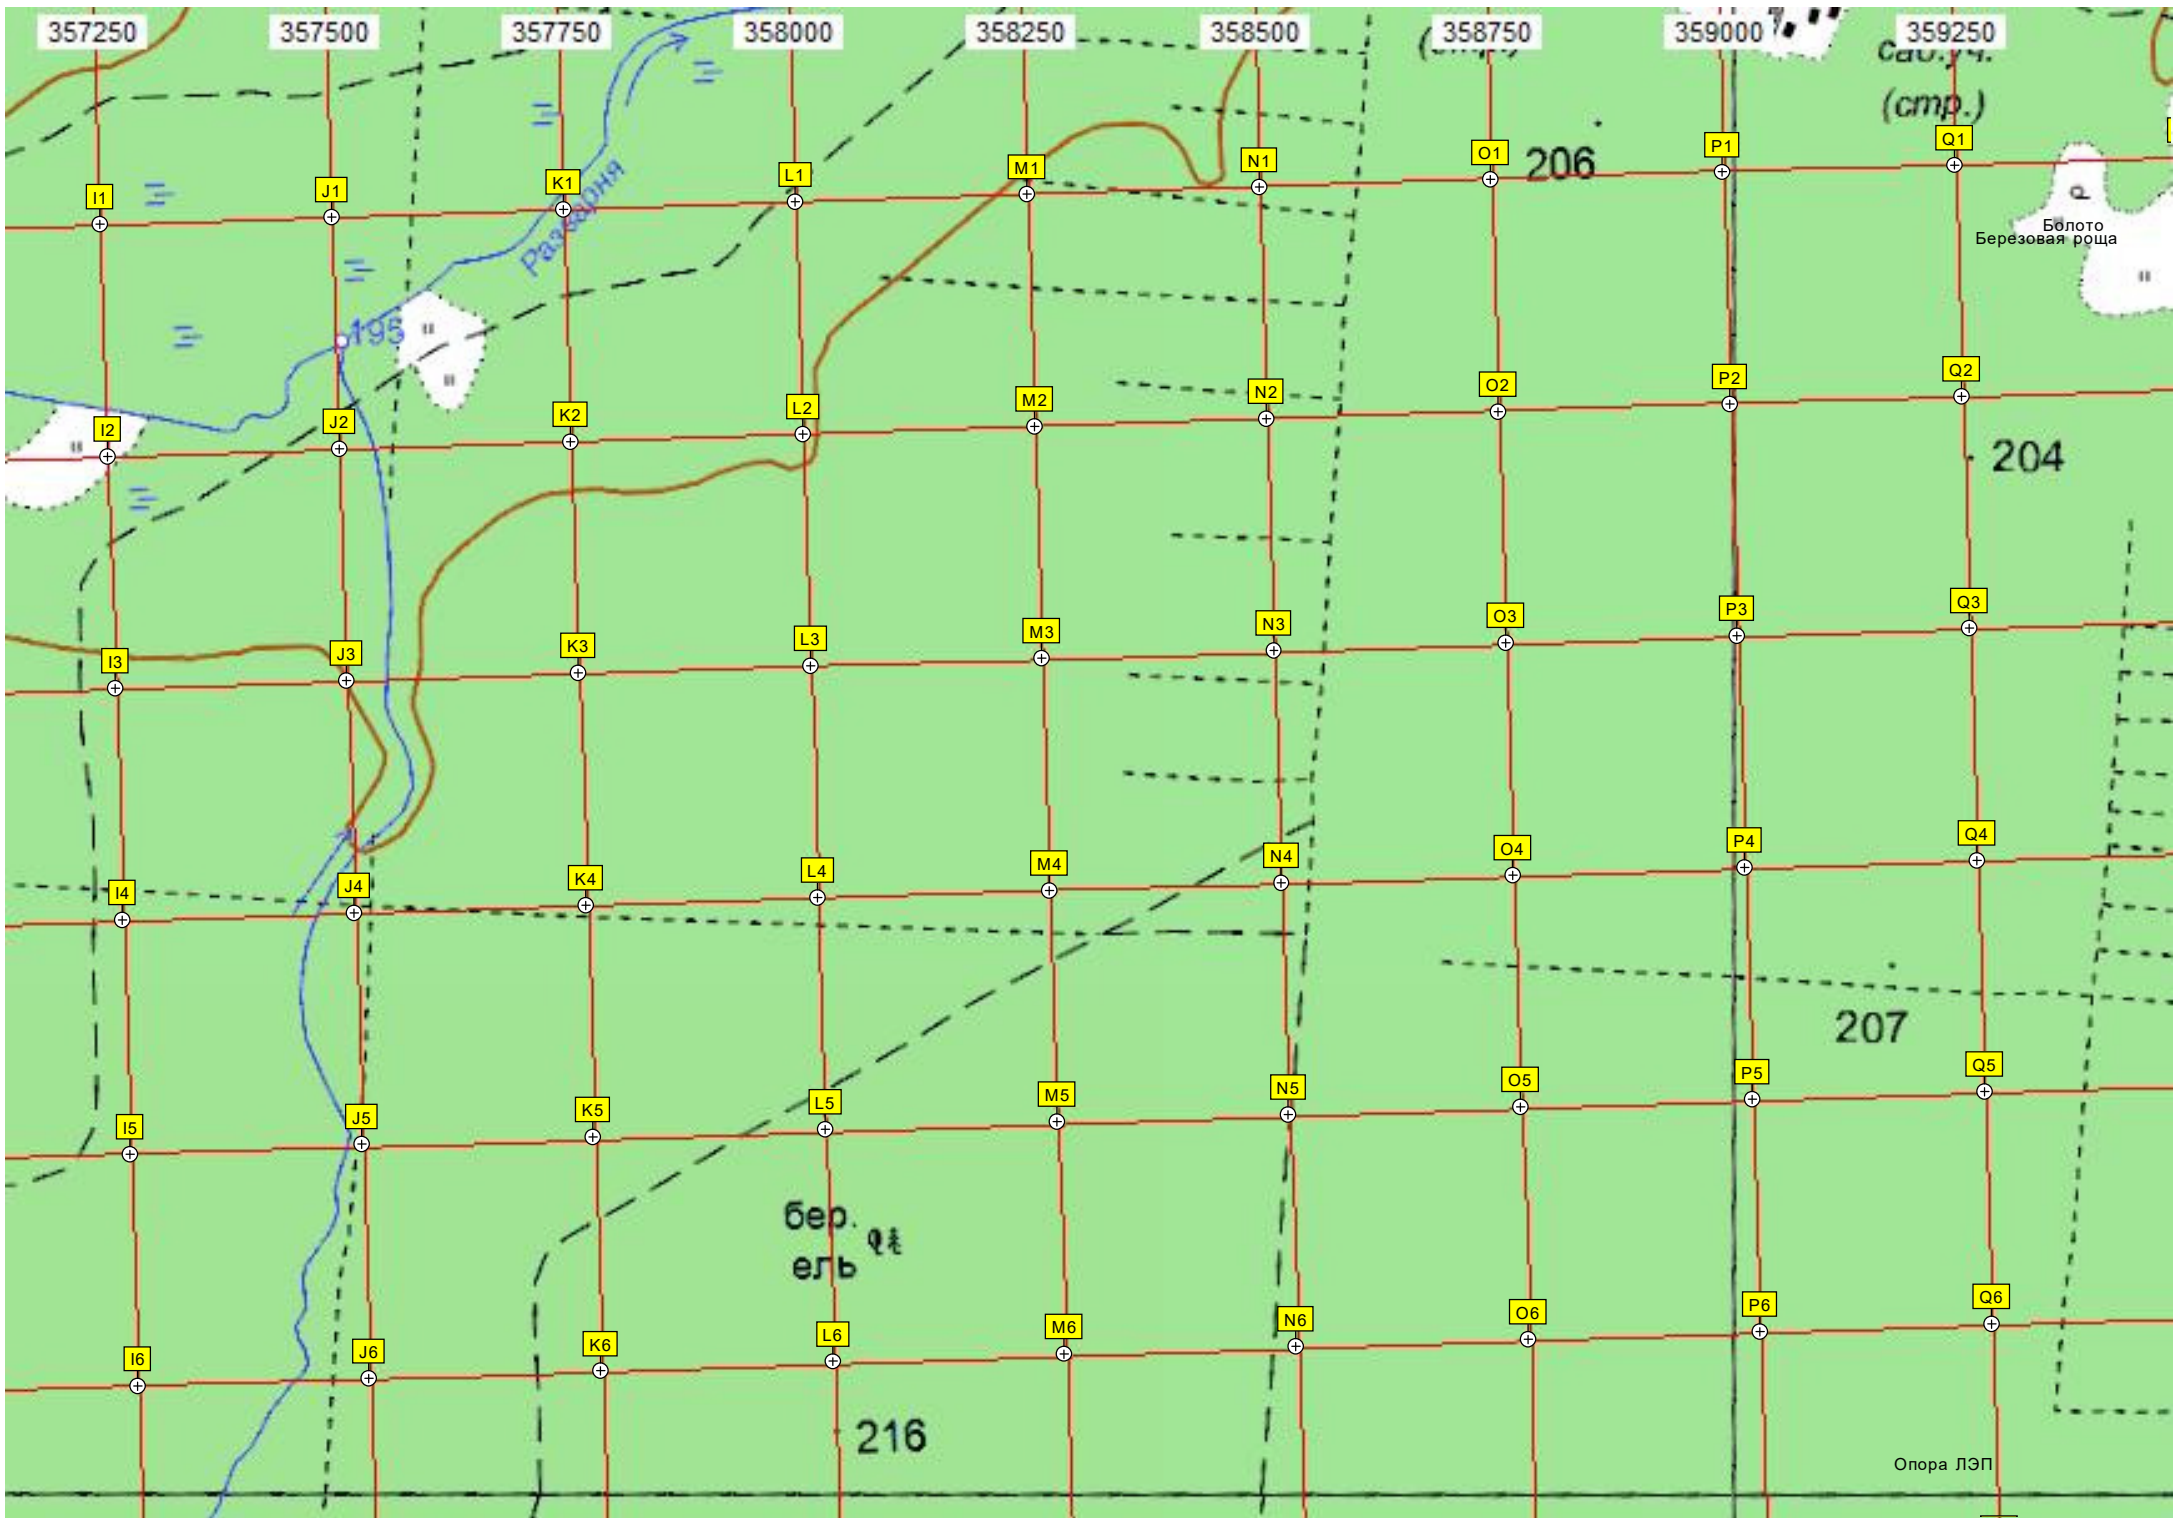 357250 357500 357750 358000 358250 358500 358750 359000 359250
(стр.)
I1 J1 K1 L1 M1 N1 O1 P1 Q1
206
Разварня
Болото
Березовая роща
195
I2 J2 K2 L2 M2 N2 O2 P2 Q2
204
I3 J3 K3 L3 M3 N3 O3 P3 Q3
I4 J4 K4 L4 M4 N4 O4 P4 Q4
207
I5 J5 K5 L5 M5 N5 O5 P5 Q5
бер.
ель
I6 J6 K6 L6 M6 N6 O6 P6 Q6
216
Опора ЛЭП